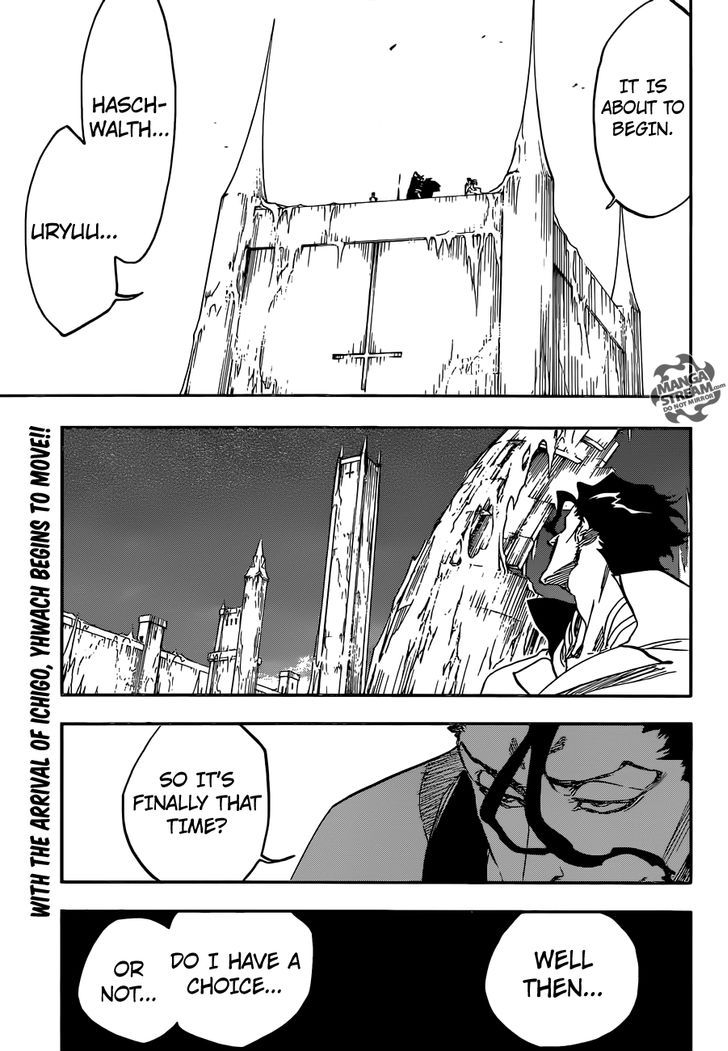 IT IS
ABOUT TO
BEGIN.
HASCH-
WALTH...
URYUU...
MANGA
STREAM.com
DO NOT MIRROR
WITH THE ARRIVAL OF ICHIGO, YHWACH BEGINS TO MOVE!!
SO IT'S
FINALLY THAT
TIME?
WELL
THEN...
DO I HAVE A
CHOICE...
OR
NOT...